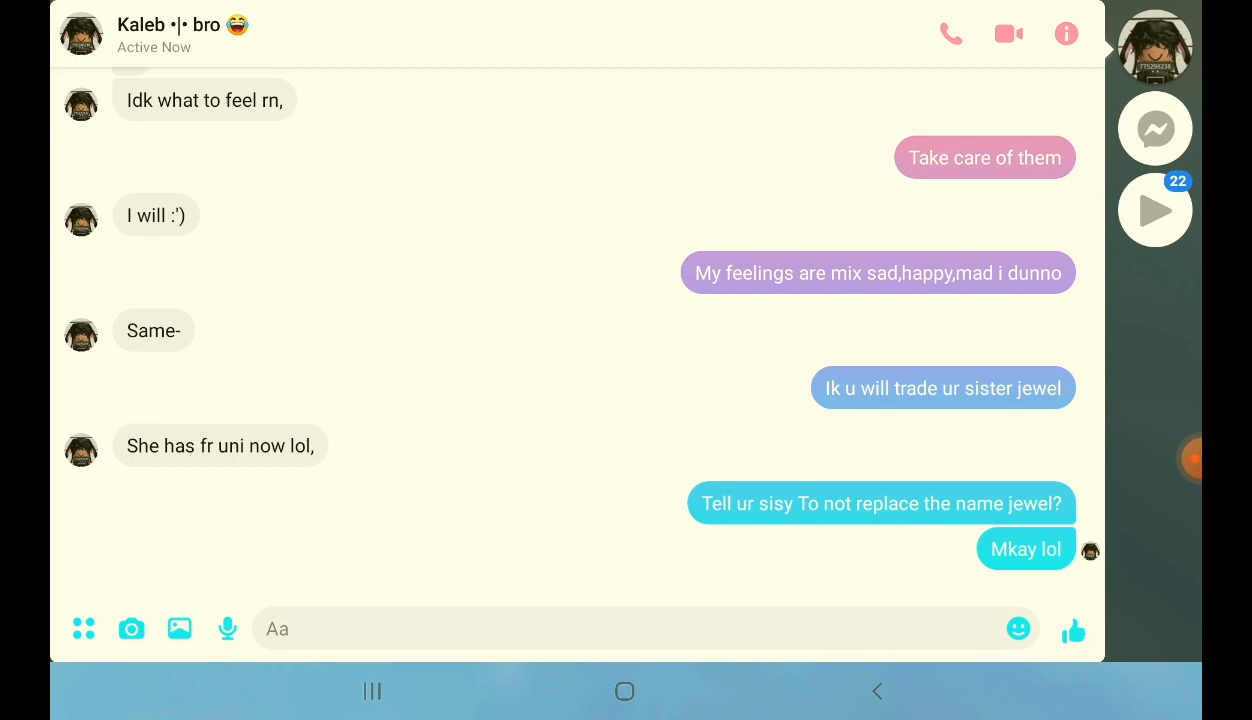 Kaleb •|• bro 😂
Active Now
Idk what to feel rn,
Take care of them
I will :')
My feelings are mix sad,happy,mad i dunno
Same-
Ik u will trade ur sister jewel
She has fr uni now lol,
Tell ur sisy To not replace the name jewel?
Mkay lol
Aa
775298238
22